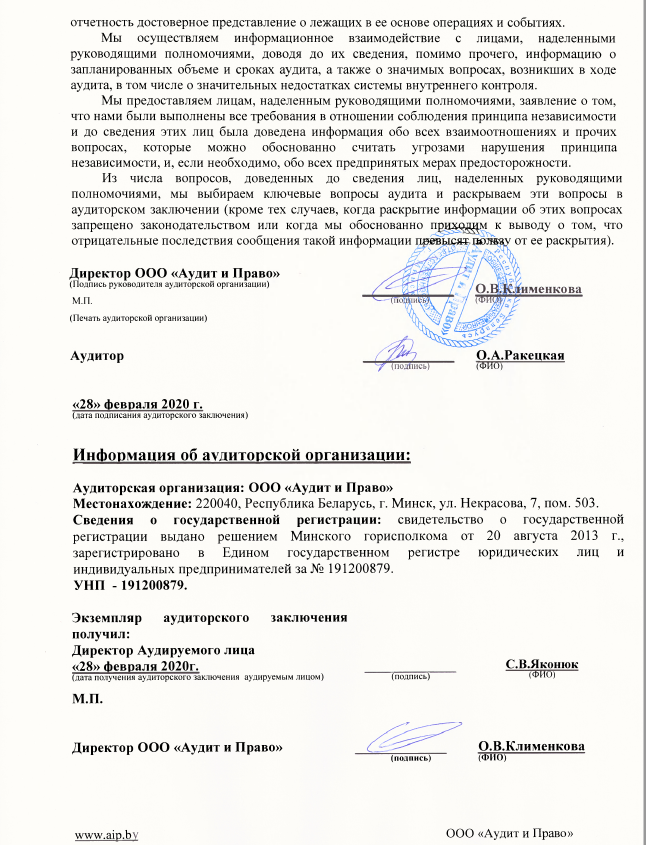 отчетность достоверное представление о лежащих в ее основе операциях и событиях.
Мы осуществляем информационное взаимодействие с лицами, наделенными
руководящими полномочиями, доводя до их сведения, помимо прочего, информацию о
запланированных объеме и сроках аудита, а также о значимых вопросах, возникших в ходе
аудита, в том числе о значительных недостатках системы внутреннего контроля.
Мы предоставляем лицам, наделенным руководящими полномочиями, заявление о том,
что нами были выполнены все требования в отношении соблюдения принципа независимости
и до сведения этих лиц была доведена информация обо всех взаимоотношениях и прочих
вопросах, которые можно обоснованно считать угрозами нарушения принципа
независимости, и, если необходимо, обо всех предпринятых мерах предосторожности.
Из числа вопросов, доведенных до сведения лиц, наделенных руководящими
полномочиями, мы выбираем ключевые вопросы аудита и раскрываем эти вопросы в
аудиторском заключении (кроме тех случаев, когда раскрытие информации об этих вопросах
запрещено законодательством или когда мы обоснованно приходим к выводу о том, что
отрицательные последствия сообщения такой информации превысят пользу от ее раскрытия).
Директор ООО «Аудит и Право»
(Подпись руководителя аудиторской организации)
О.В.Клименкова
М.П. (подпись) (ФИО)
(Печать аудиторской организации)
Аудитор О.А.Ракецкая
(подпись) (ФИО)
«28» февраля 2020 г.
(дата подписания аудиторского заключения)
Информация об аудиторской организации:
Аудиторская организация: ООО «Аудит и Право»
Местонахождение: 220040, Республика Беларусь, г. Минск, ул. Некрасова, 7, пом. 503.
Сведения о государственной регистрации: свидетельство о государственной
регистрации выдано решением Минского горисполкома от 20 августа 2013 г.,
зарегистрировано в Едином государственном регистре юридических лиц и
индивидуальных предпринимателей за № 191200879.
УНП - 191200879.
Экземпляр аудиторского заключения
получил:
Директор Аудируемого лица
«28» февраля 2020г. С.В.Яконюк
(дата получения аудиторского заключения аудируемым лицом) (подпись) (ФИО)
М.П.
Директор ООО «Аудит и Право» О.В.Клименкова
(подпись) (ФИО)
www.aip.by ООО «Аудит и Право»